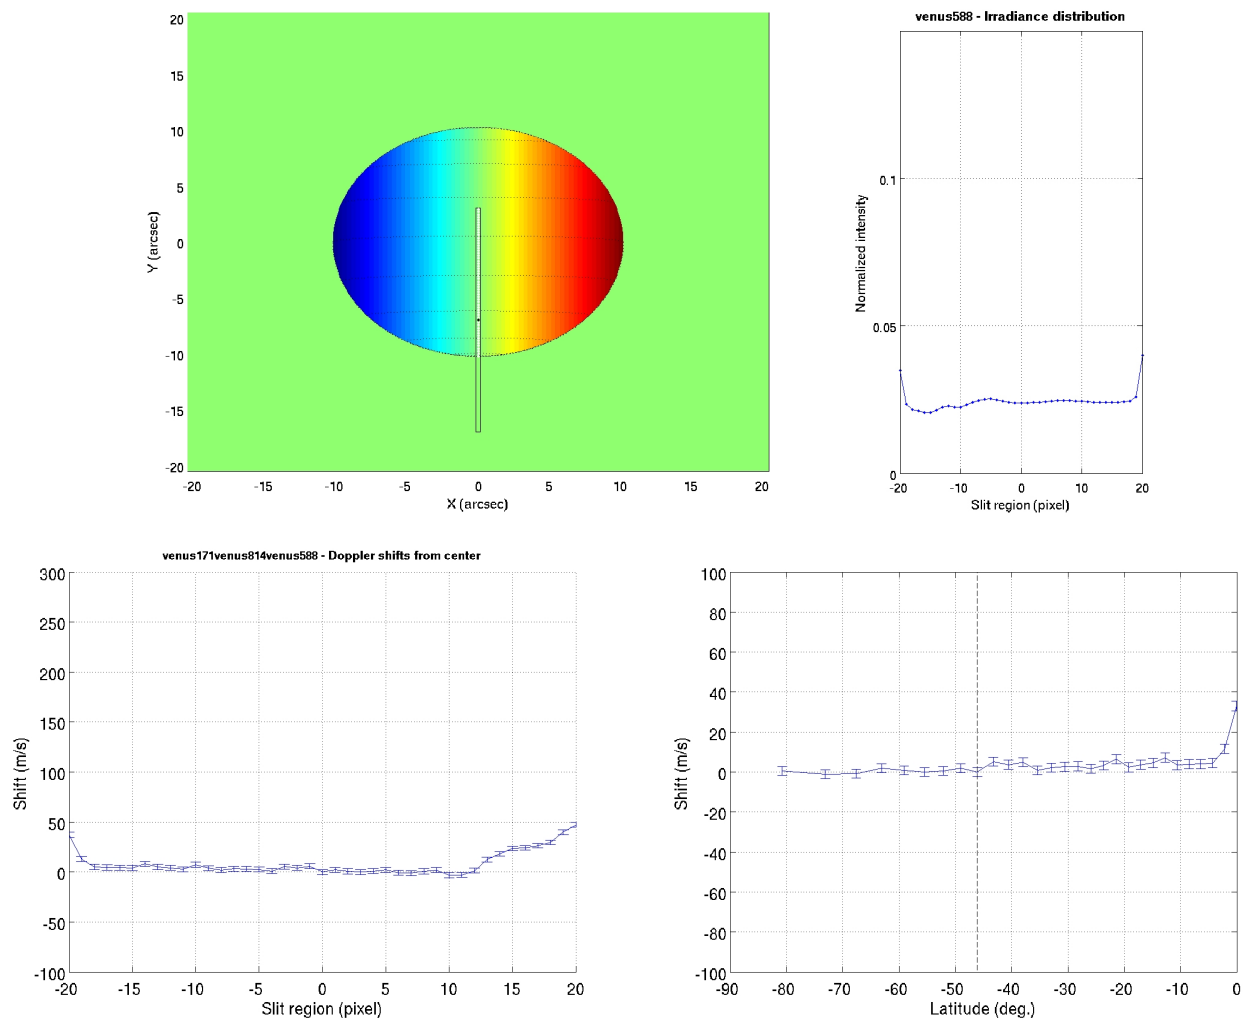 venus588 - Irradiance distribution
20
15
10
5
0
-5
-10
-15
-20
Y (arcsec)
-20 -15 -10 -5 0 5 10 15 20
X (arcsec)
0.1
0.05
0
Normalized intensity
-20 -10 0 10 20
Slit region (pixel)
venus171venus814venus588 - Doppler shifts from center
300
250
200
150
100
50
0
-50
-100
Shift (m/s)
-20 -15 -10 -5 0 5 10 15 20
Slit region (pixel)
100
80
60
40
20
0
-20
-40
-60
-80
-100
Shift (m/s)
-90 -80 -70 -60 -50 -40 -30 -20 -10 0
Latitude (deg.)